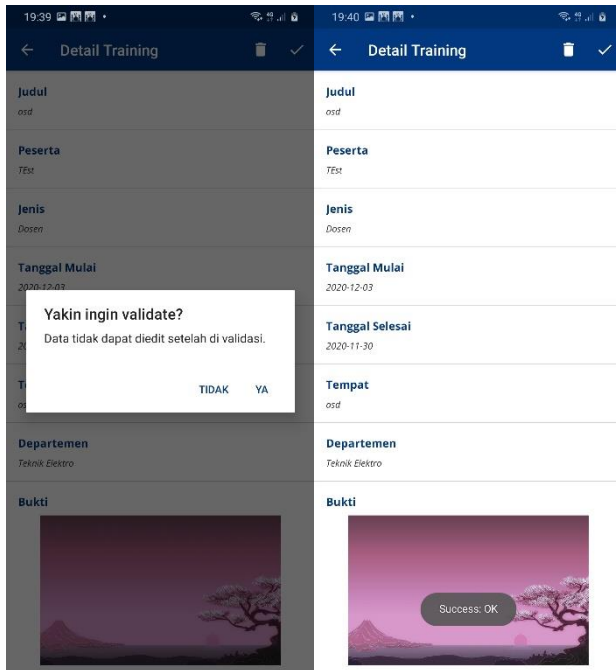 19:39
Detail Training
Judul
osd
Peserta
TEst
Jenis
Dosen
Tanggal Mulai
2020-12-03
Yakin ingin validate?
Data tidak dapat diedit setelah di validasi.
TIDAK YA
Departemen
Teknik Elektro
Bukti
19:40
Detail Training
Judul
osd
Peserta
TEst
Jenis
Dosen
Tanggal Mulai
2020-12-03
Tanggal Selesai
2020-11-30
Tempat
osd
Departemen
Teknik Elektro
Bukti
Success: OK